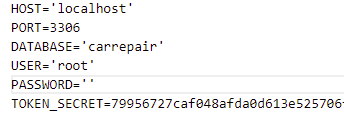 HOST='localhost'
PORT=3306
DATABASE='carrepair'
USER='root'
PASSWORD=''
TOKEN_SECRET=79956727caf048afda0d613e525706